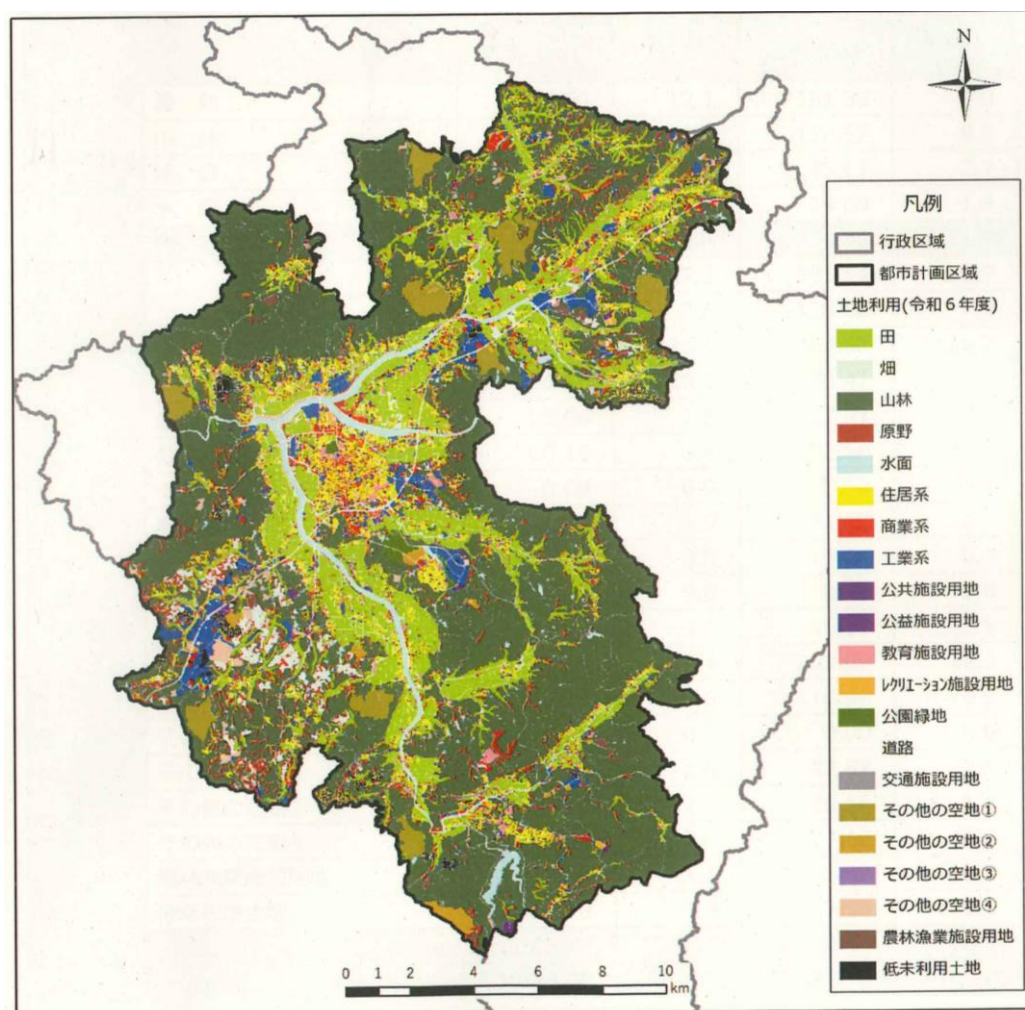 N
凡例
行政区域
都市計画区域
土地利用(令和6年度)
田
畑
山林
原野
水面
住居系
商業系
工業系
公共施設用地
公益施設用地
教育施設用地
レクリエーション施設用地
公園緑地
道路
交通施設用地
その他の空地①
その他の空地②
その他の空地③
その他の空地④
農林漁業施設用地
低未利用土地
0 1 2 4 6 8 10
km